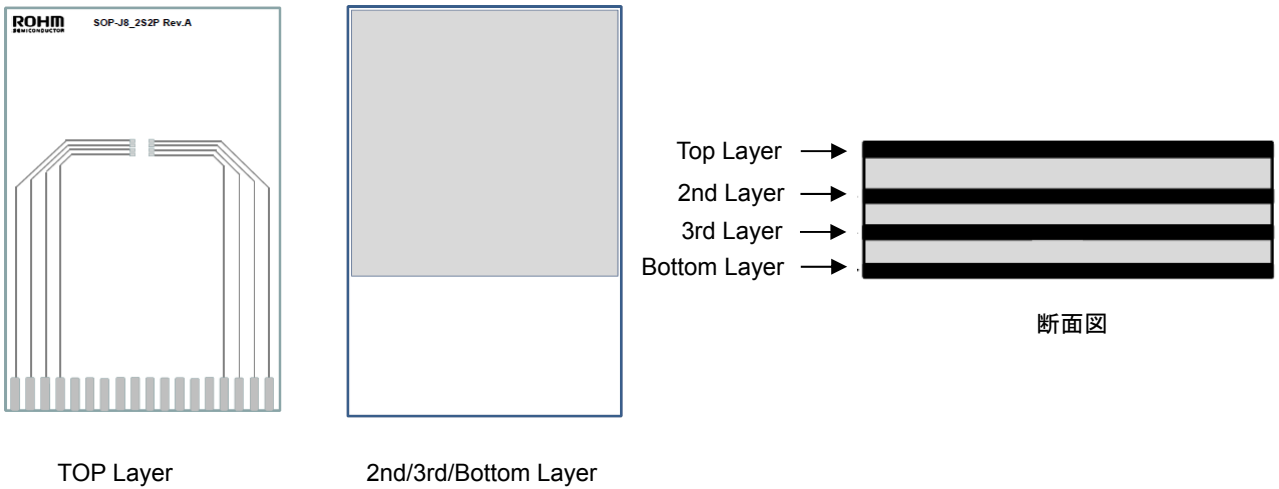 ROHM
SEMICONDUCTOR
SOP-J8_2S2P Rev.A
Top Layer
2nd Layer
3rd Layer
Bottom Layer
断面図
TOP Layer
2nd/3rd/Bottom Layer